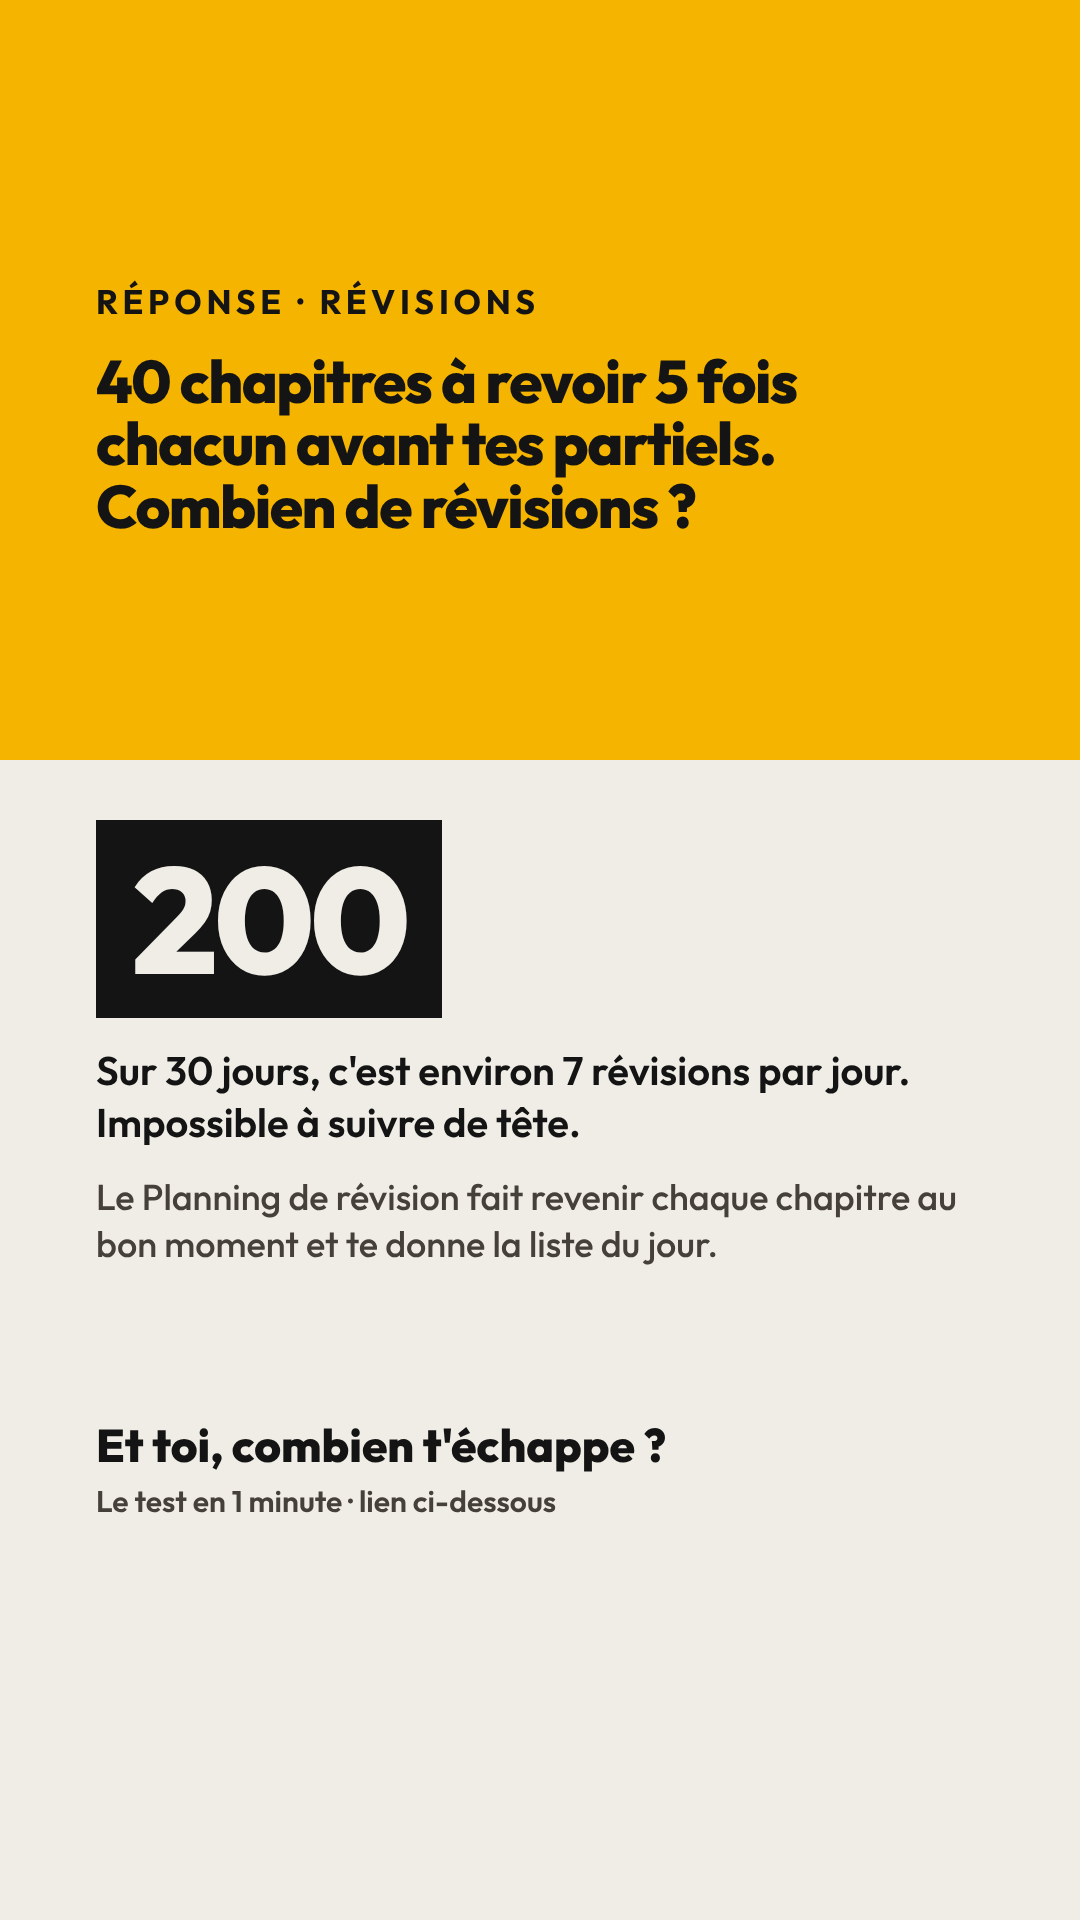 RÉPONSE · RÉVISIONS
40 chapitres à revoir 5 fois
chacun avant tes partiels.
Combien de révisions ?
200
Sur 30 jours, c'est environ 7 révisions par jour.
Impossible à suivre de tête.
Le Planning de révision fait revenir chaque chapitre au
bon moment et te donne la liste du jour.
Et toi, combien t'échappe ?
Le test en 1 minute · lien ci-dessous